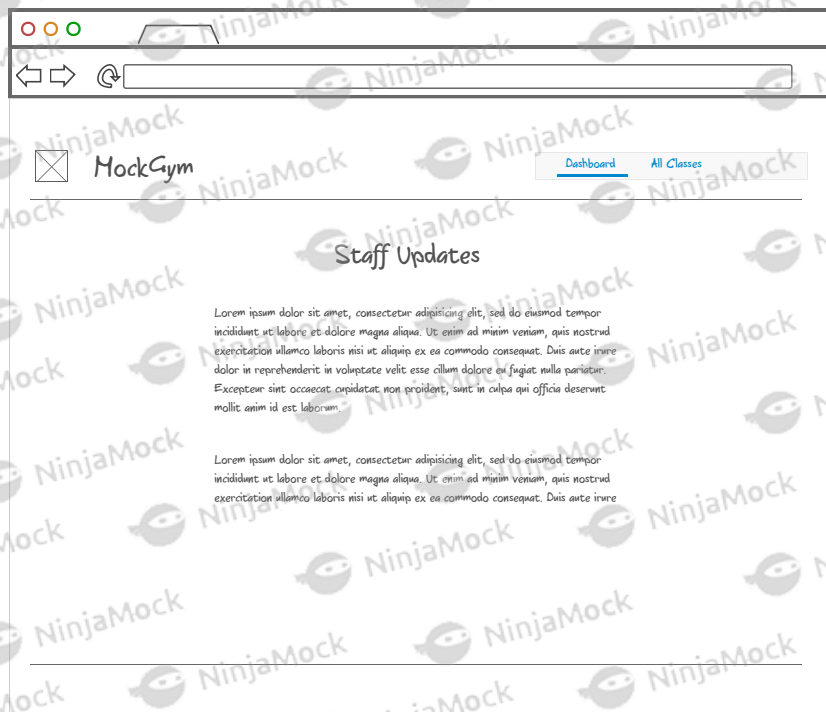 MockGym
Dashboard
All Classes
Staff Updates
Lorem ipsum dolor sit amet, consectetur adipisicing elit, sed do eiusmod tempor
incididunt ut labore et dolore magna aliqua. Ut enim ad minim veniam, quis nostrud
exercitation ullamco laboris nisi ut aliquip ex ea commodo consequat. Duis aute irure
dolor in reprehenderit in voluptate velit esse cillum dolore eu fugiat nulla pariatur.
Excepteur sint occaecat cupidatat non proident, sunt in culpa qui officia deserunt
mollit anim id est laborum.
Lorem ipsum dolor sit amet, consectetur adipisicing elit, sed do eiusmod tempor
incididunt ut labore et dolore magna aliqua. Ut enim ad minim veniam, quis nostrud
exercitation ullamco laboris nisi ut aliquip ex ea commodo consequat. Duis aute irure
NinjaMock